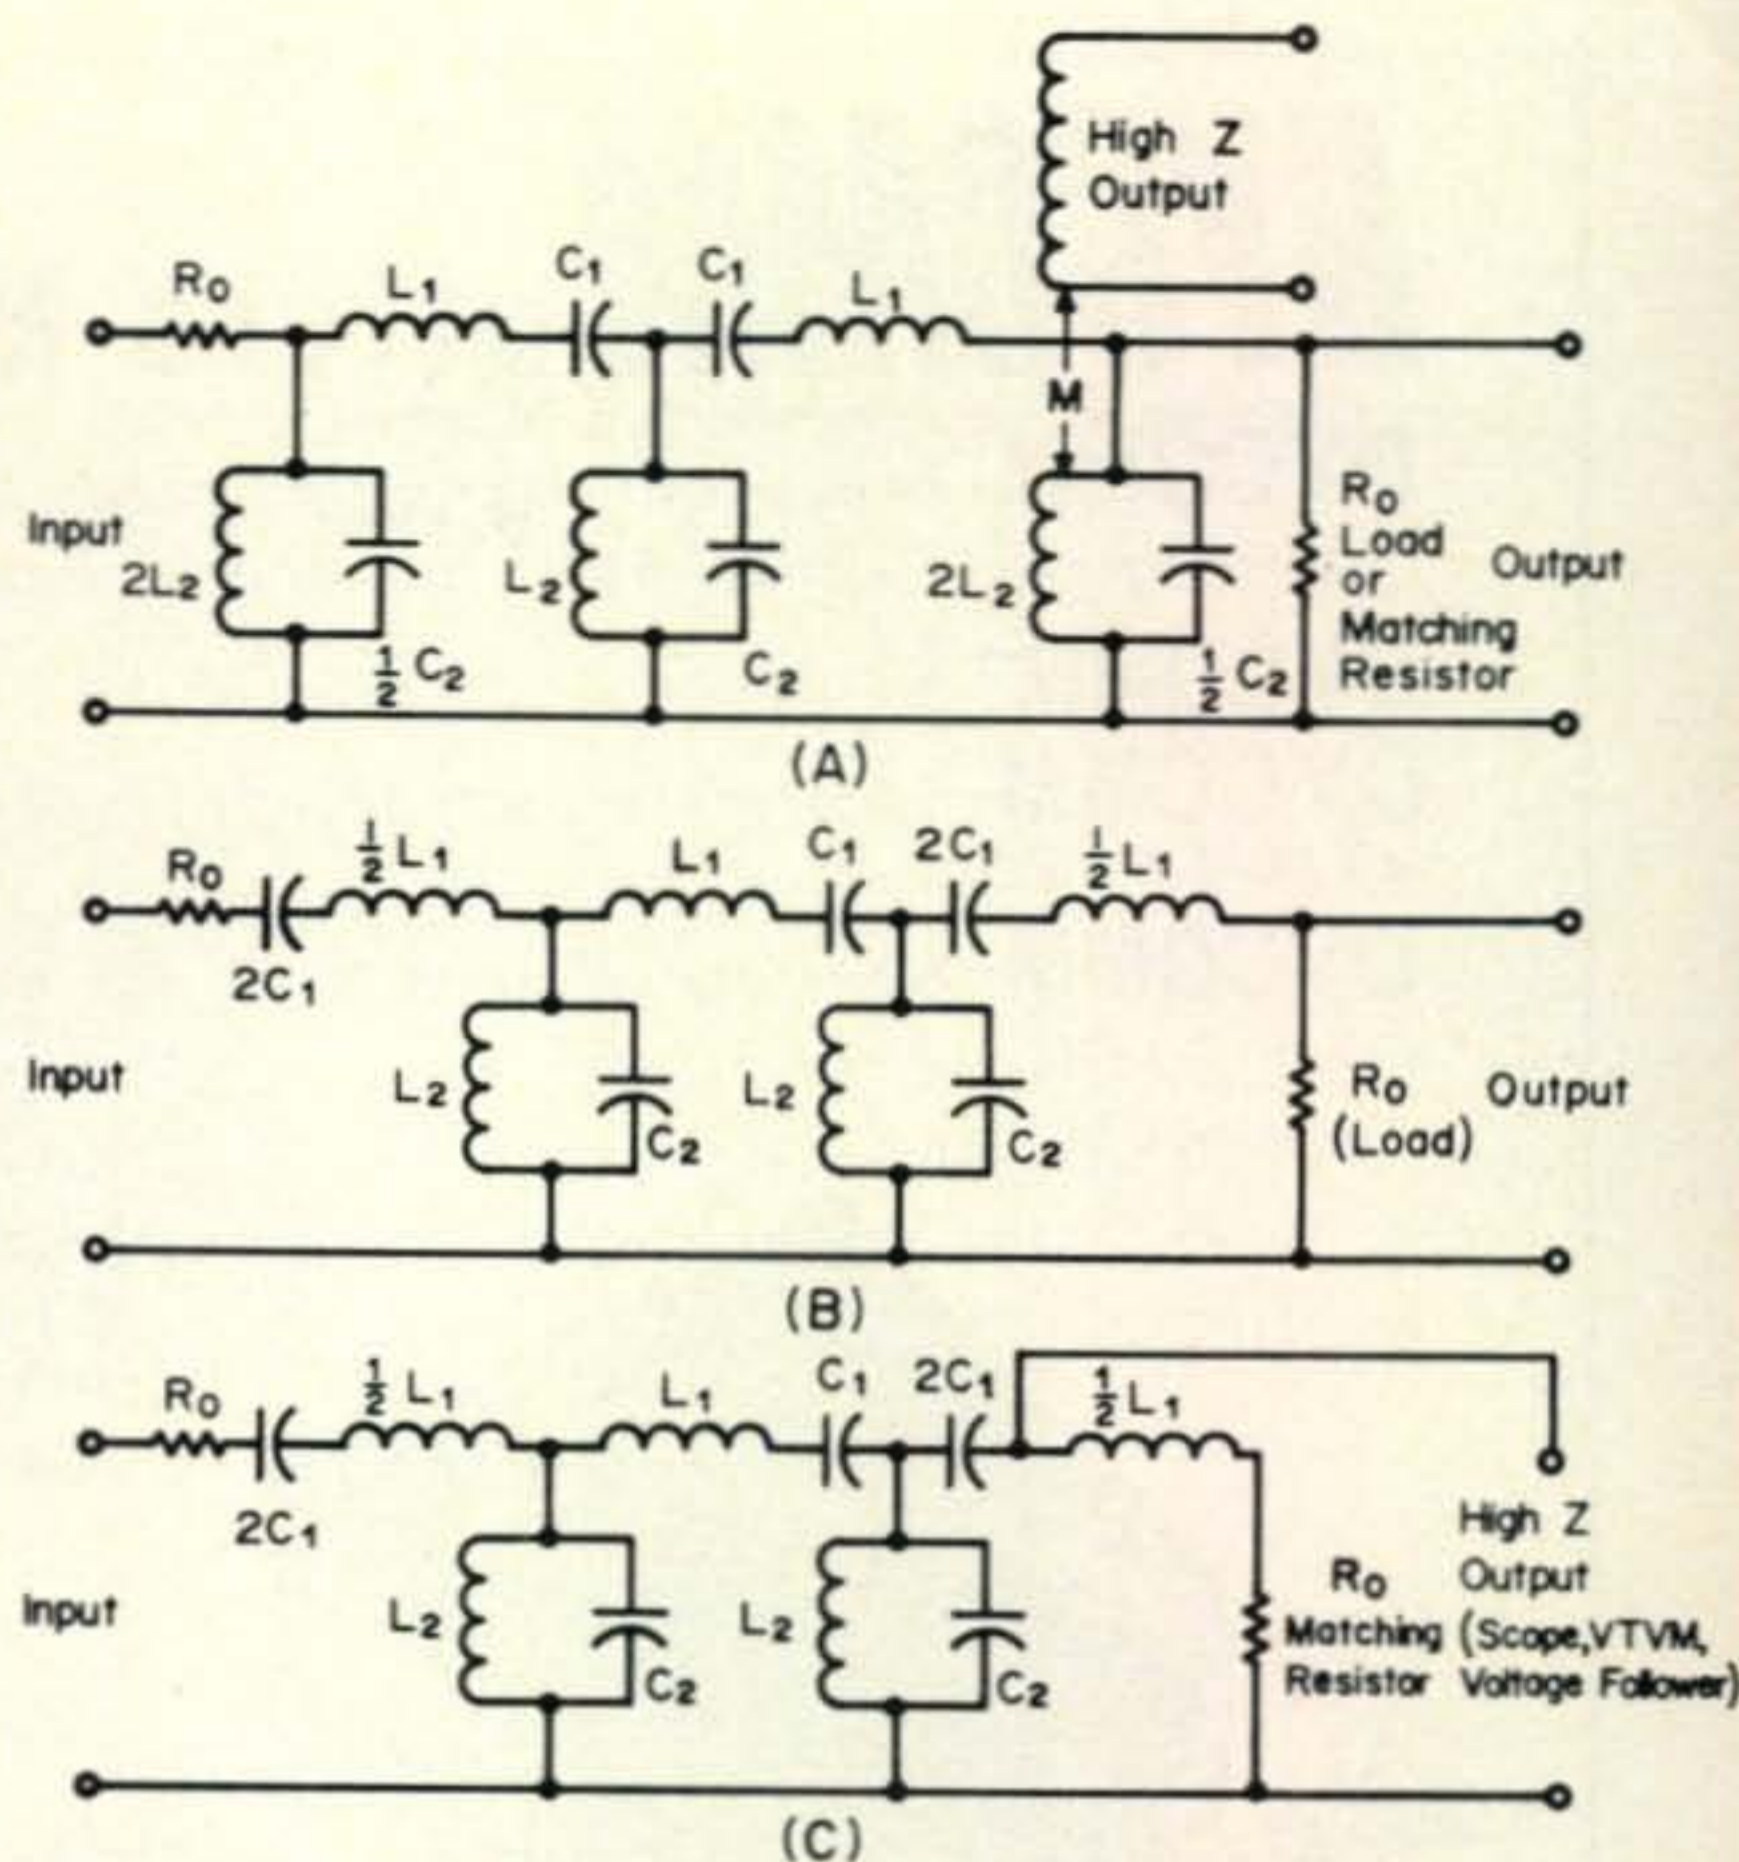 High Z
Output
R₀
L₁
C₁
C₁
L₁
M
Input
2L₂
½ C₂
L₂
C₂
2L₂
½ C₂
R₀
Load
or
Matching
Resistor
Output
(A)
R₀
2C₁
½ L₁
L₁
C₁
2C₁
½ L₁
Input
L₂
C₂
L₂
C₂
R₀
(Load)
Output
(B)
R₀
2C₁
½ L₁
L₁
C₁
2C₁
½ L₁
Input
L₂
C₂
L₂
C₂
R₀
Matching
Resistor
High Z
Output
(Scope,VTVM,
Voltage Follower)
(C)